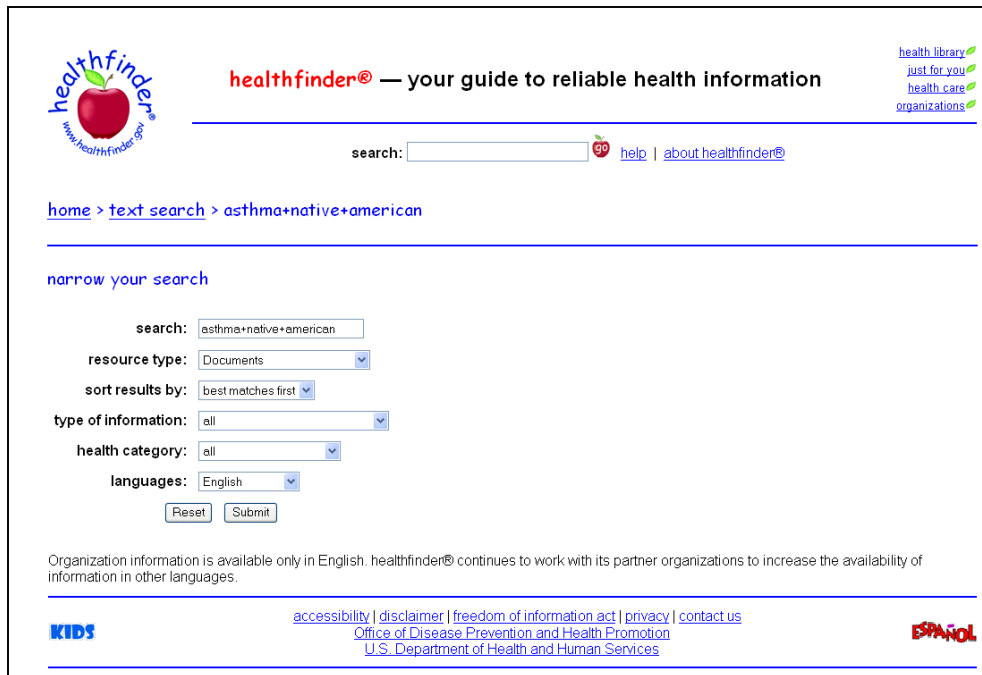 healthfinder®
www.healthfinder.gov
healthfinder® — your guide to reliable health information
health library
just for you
health care
organizations
search: go help | about healthfinder®
home > text search > asthma+native+american
narrow your search
search: asthma+native+american
resource type: Documents
sort results by: best matches first
type of information: all
health category: all
languages: English
Reset Submit
Organization information is available only in English. healthfinder® continues to work with its partner organizations to increase the availability of
information in other languages.
KIDS
accessibility | disclaimer | freedom of information act | privacy | contact us
Office of Disease Prevention and Health Promotion
U.S. Department of Health and Human Services
ESPAÑOL